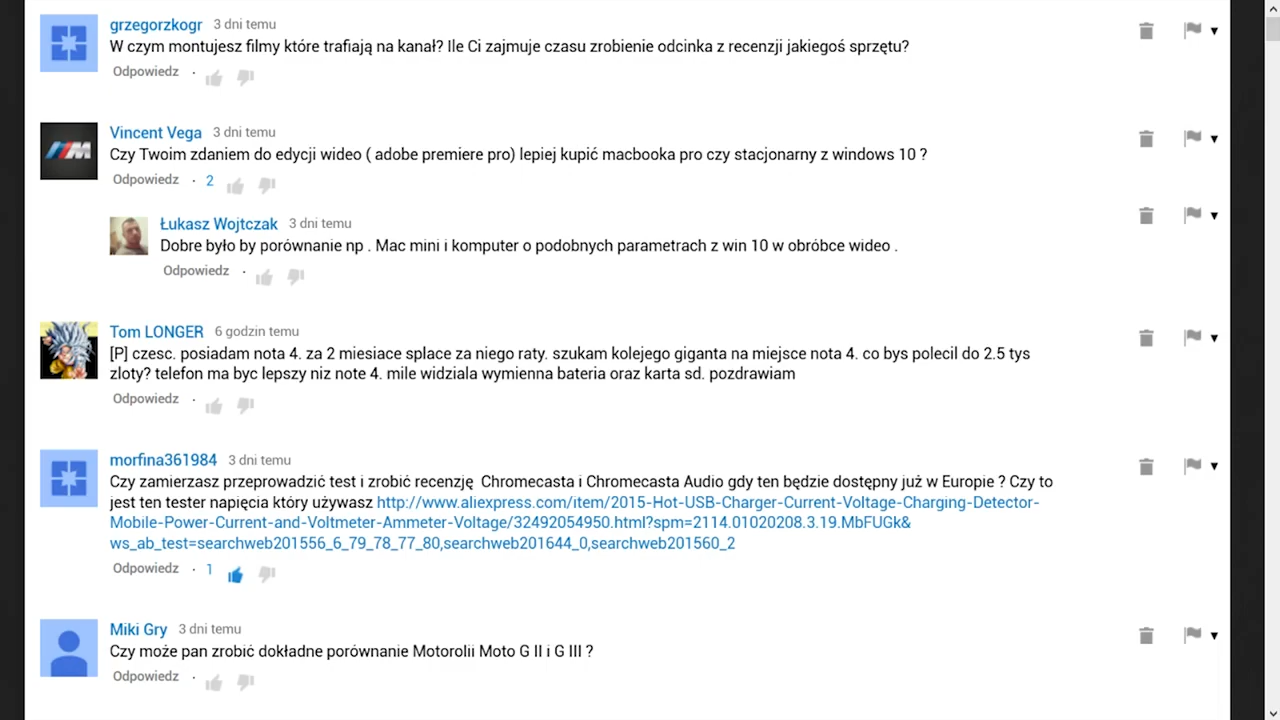 grzegorzkogr 3 dni temu
W czym montujesz filmy które trafiają na kanał? Ile Ci zajmuje czasu zrobienie odcinka z recenzji jakiegoś sprzętu?
Odpowiedz ·
Vincent Vega 3 dni temu
Czy Twoim zdaniem do edycji wideo ( adobe premiere pro) lepiej kupić macbooka pro czy stacjonarny z windows 10 ?
Odpowiedz · 2
Łukasz Wojtczak 3 dni temu
Dobre było by porównanie np . Mac mini i komputer o podobnych parametrach z win 10 w obróbce wideo .
Odpowiedz ·
Tom LONGER 6 godzin temu
[P] czesc. posiadam nota 4. za 2 miesiace splace za niego raty. szukam kolejego giganta na miejsce nota 4. co bys polecil do 2.5 tys
zloty? telefon ma byc lepszy niz note 4. mile widziala wymienna bateria oraz karta sd. pozdrawiam
Odpowiedz ·
morfina361984 3 dni temu
Czy zamierzasz przeprowadzić test i zrobić recenzję Chromecasta i Chromecasta Audio gdy ten będzie dostępny już w Europie ? Czy to
jest ten tester napięcia który używasz http://www.aliexpress.com/item/2015-Hot-USB-Charger-Current-Voltage-Charging-Detector-
Mobile-Power-Current-and-Voltmeter-Ammeter-Voltage/32492054950.html?spm=2114.01020208.3.19.MbFUGk&
ws_ab_test=searchweb201556_6_79_78_77_80,searchweb201644_0,searchweb201560_2
Odpowiedz · 1
Miki Gry 3 dni temu
Czy może pan zrobić dokładne porównanie Motorolii Moto G II i G III ?
Odpowiedz ·